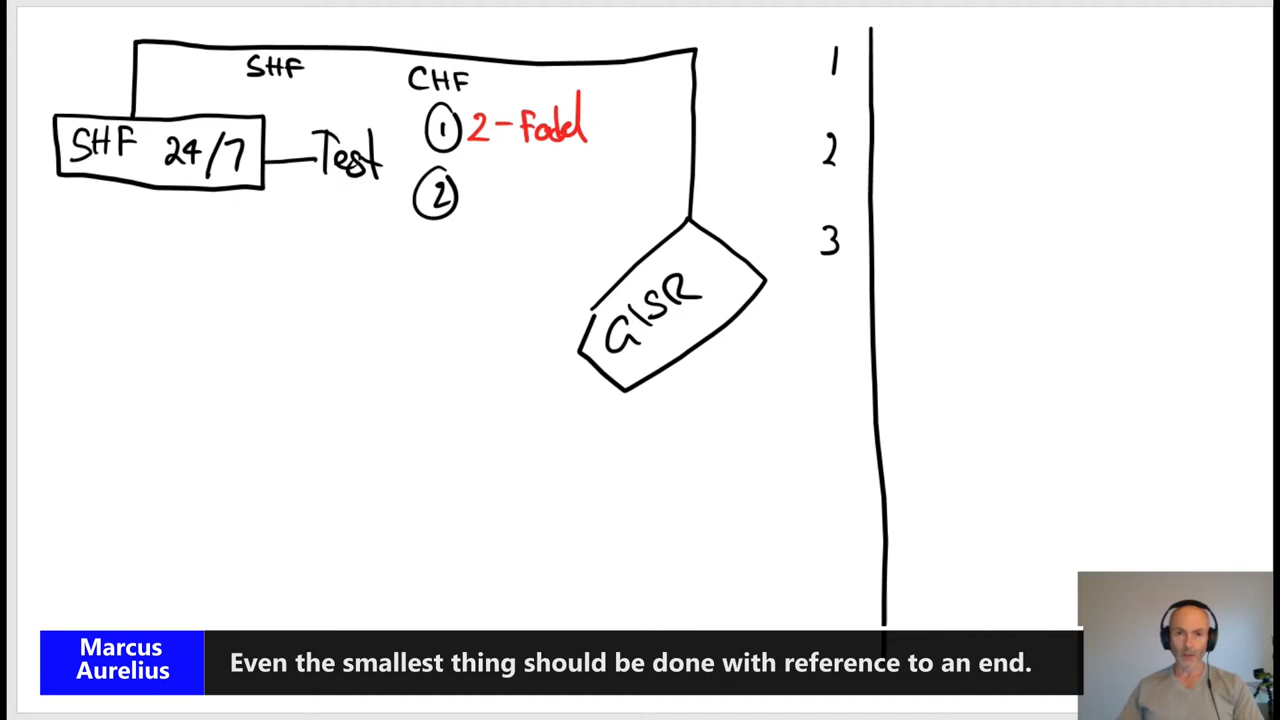 SHF
CHF
① 2-Fold
SHF 24/7
Test
②
GISR
1
2
3
Marcus
Aurelius
Even the smallest thing should be done with reference to an end.